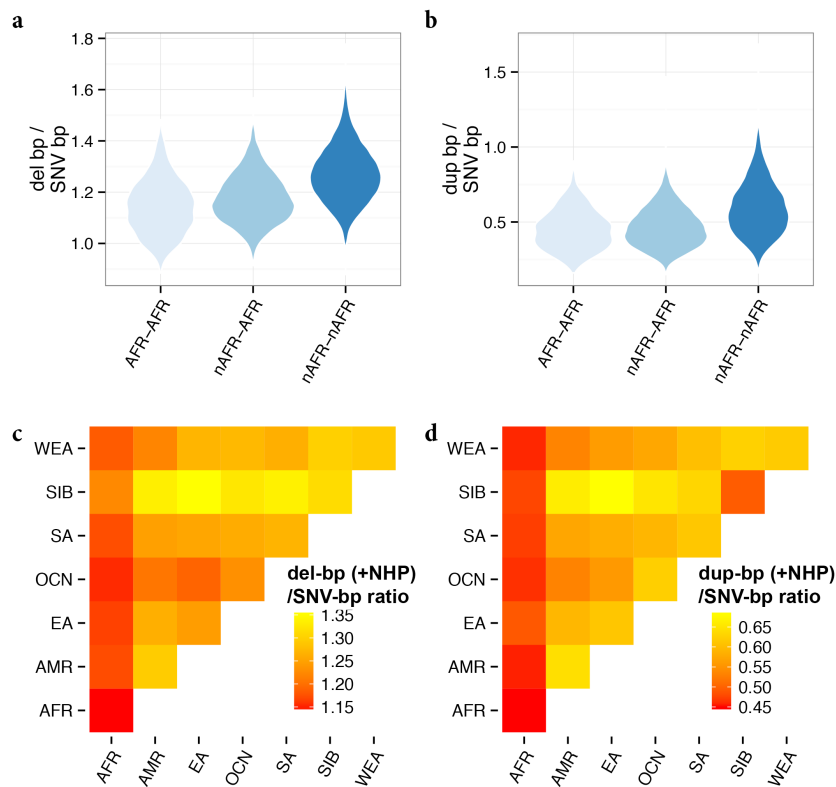 a
del bp /
SNV bp
1.8
1.6
1.4
1.2
1.0
AFR−AFR
nAFR−AFR
nAFR−nAFR
b
dup bp /
SNV bp
1.5
1.0
0.5
AFR−AFR
nAFR−AFR
nAFR−nAFR
c
WEA
SIB
SA
OCN
EA
AMR
AFR
AFR
AMR
EA
OCN
SA
SIB
WEA
del-bp (+NHP)
/SNV-bp ratio
1.35
1.30
1.25
1.20
1.15
d
WEA
SIB
SA
OCN
EA
AMR
AFR
AFR
AMR
EA
OCN
SA
SIB
WEA
dup-bp (+NHP)
/SNV-bp ratio
0.65
0.60
0.55
0.50
0.45